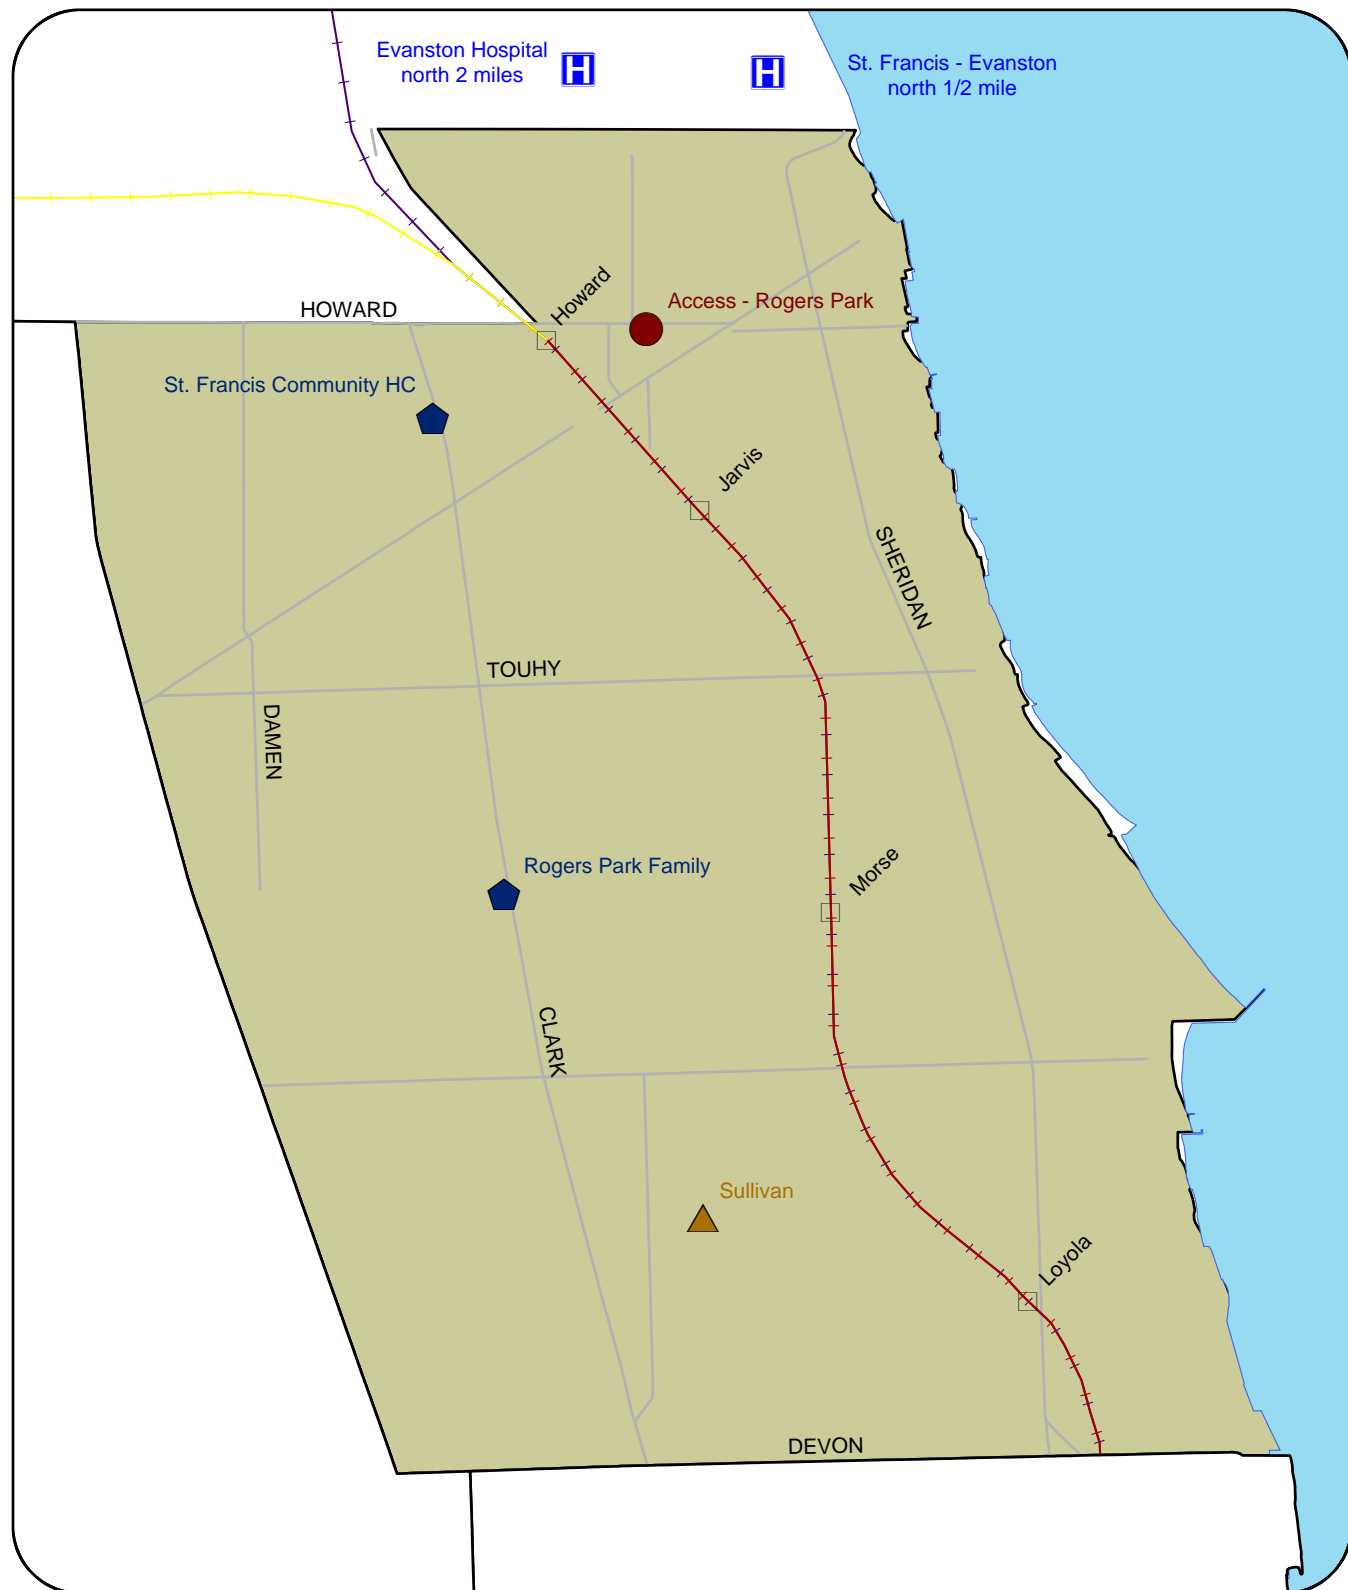 Evanston Hospital
north 2 miles
H
H
St. Francis - Evanston
north 1/2 mile
HOWARD
Howard
Access - Rogers Park
St. Francis Community HC
Jarvis
SHERIDAN
TOUHY
DAMEN
Rogers Park Family
Morse
CLARK
Sullivan
Loyola
DEVON